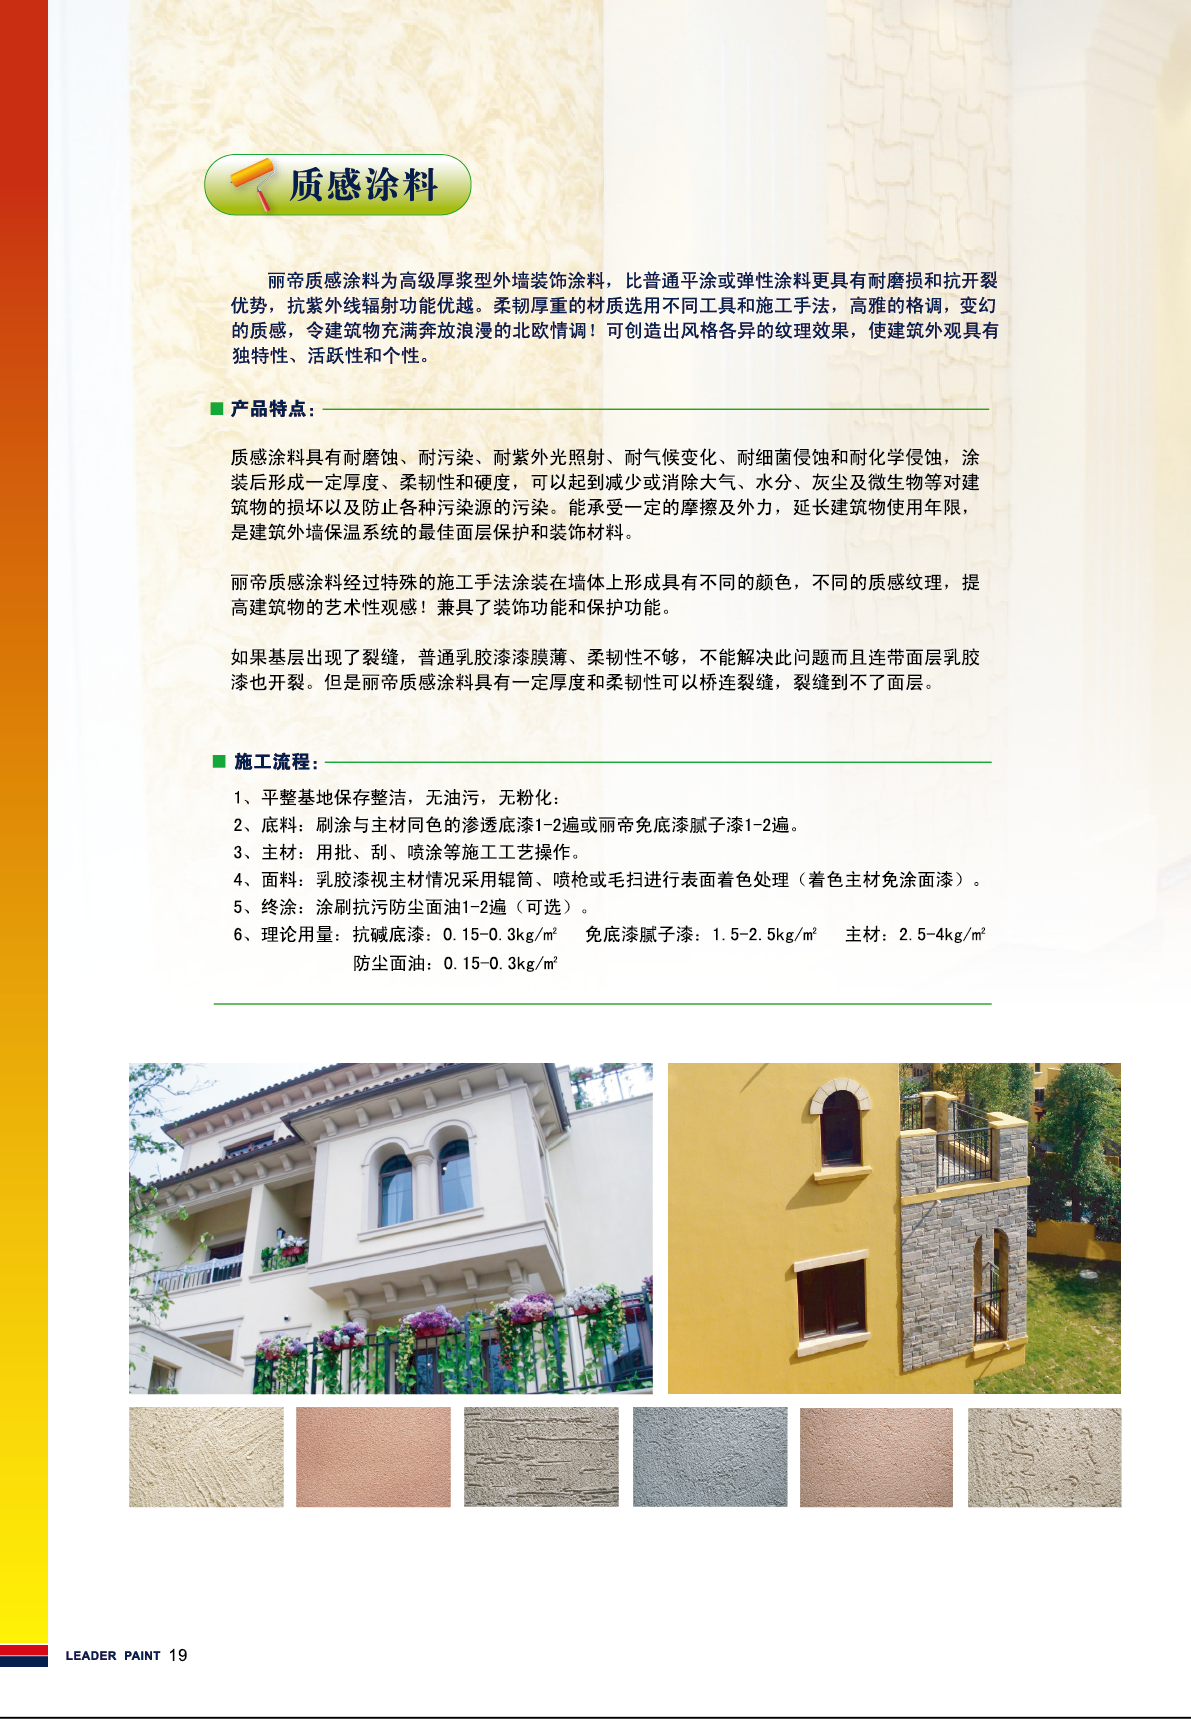 质感涂料
丽帝质感涂料为高级厚浆型外墙装饰涂料，比普通平涂或弹性涂料更具有耐磨损和抗开裂
优势，抗紫外线辐射功能优越。柔韧厚重的材质选用不同工具和施工手法，高雅的格调，变幻
的质感，令建筑物充满奔放浪漫的北欧情调！可创造出风格各异的纹理效果，使建筑外观具有
独特性、活跃性和个性。
产品特点：
质感涂料具有耐磨蚀、耐污染、耐紫外光照射、耐气候变化、耐细菌侵蚀和耐化学侵蚀，涂
装后形成一定厚度、柔韧性和硬度，可以起到减少或消除大气、水分、灰尘及微生物等对建
筑物的损坏以及防止各种污染源的污染。能承受一定的摩擦及外力，延长建筑物使用年限，
是建筑外墙保温系统的最佳面层保护和装饰材料。
丽帝质感涂料经过特殊的施工手法涂装在墙体上形成具有不同的颜色，不同的质感纹理，提
高建筑物的艺术性观感！兼具了装饰功能和保护功能。
如果基层出现了裂缝，普通乳胶漆漆膜薄、柔韧性不够，不能解决此问题而且连带面层乳胶
漆也开裂。但是丽帝质感涂料具有一定厚度和柔韧性可以桥连裂缝，裂缝到不了面层。
施工流程：
1、平整基地保存整洁，无油污，无粉化：
2、底料：刷涂与主材同色的渗透底漆1-2遍或丽帝免底漆腻子漆1-2遍。
3、主材：用批、刮、喷涂等施工工艺操作。
4、面料：乳胶漆视主材情况采用辊筒、喷枪或毛扫进行表面着色处理（着色主材免涂面漆）。
5、终涂：涂刷抗污防尘面油1-2遍（可选）。
6、理论用量：抗碱底漆：0.15-0.3kg/㎡ 免底漆腻子漆：1.5-2.5kg/㎡ 主材：2.5-4kg/㎡
防尘面油：0.15-0.3kg/㎡
LEADER PAINT 19